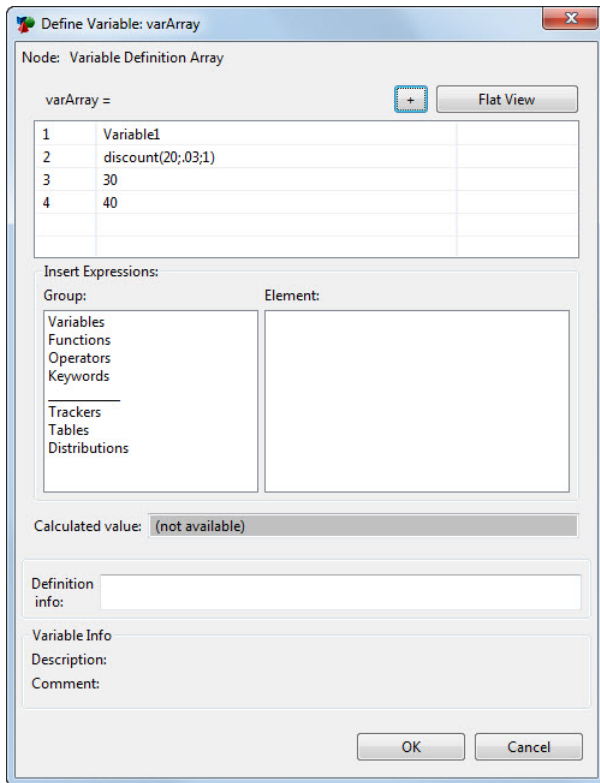 Define Variable: varArray
X
Node: Variable Definition Array
varArray =
+
Flat View
1 Variable1
2 discount(20;.03;1)
3 30
4 40
Insert Expressions:
Group: Element:
Variables
Functions
Operators
Keywords
Trackers
Tables
Distributions
Calculated value: (not available)
Definition
info:
Variable Info
Description:
Comment:
OK Cancel